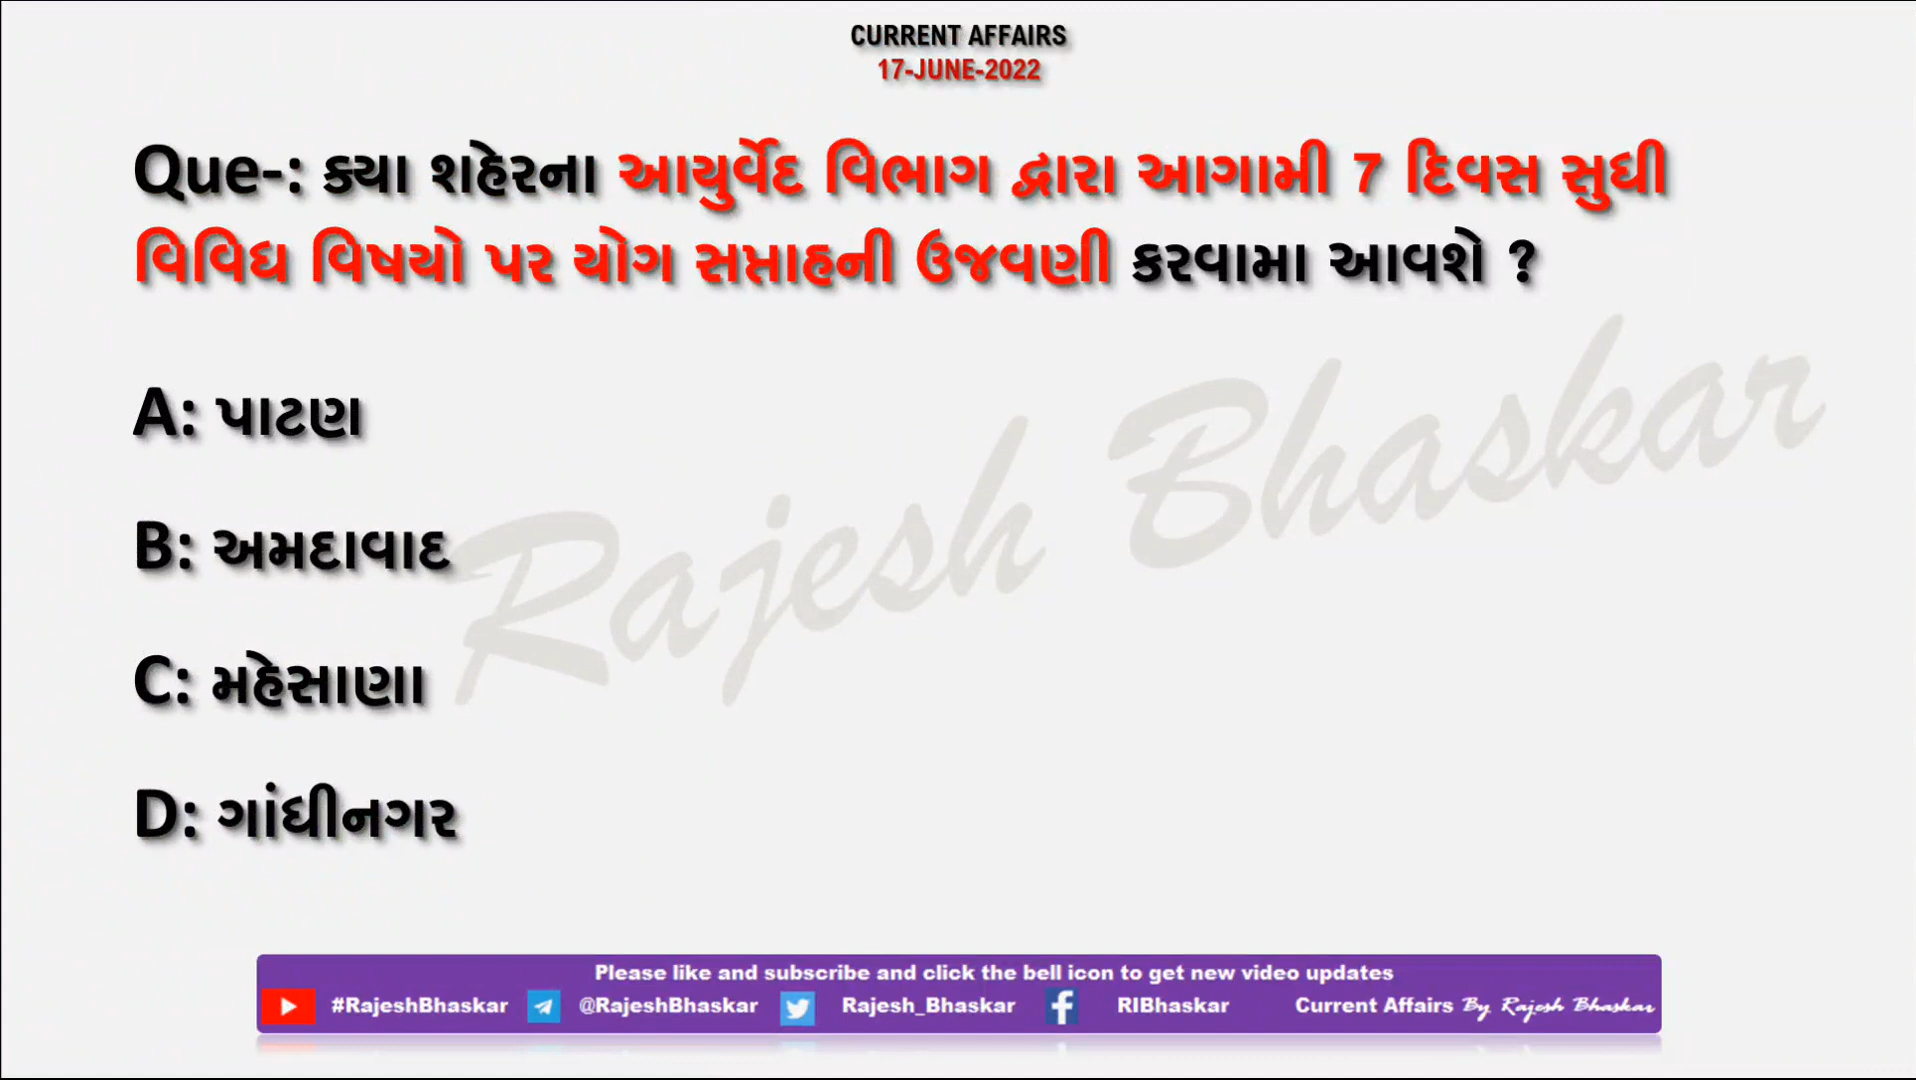 CURRENT AFFAIRS
17-JUNE-2022
Que-: ક્યા શહેરના આયુર્વેદ વિભાગ દ્વારા આગામી 7 દિવસ સુધી
વિવિધ વિષયો પર યોગ સપ્તાહની ઉજવણી કરવામા આવશે ?
A: પાટણ
B: અમદાવાદ
C: મહેસાણા
D: ગાંધીનગર
Rajesh Bhaskar
Please like and subscribe and click the bell icon to get new video updates
#RajeshBhaskar @RajeshBhaskar Rajesh_Bhaskar RIBhaskar Current Affairs By Rajesh Bhaskar